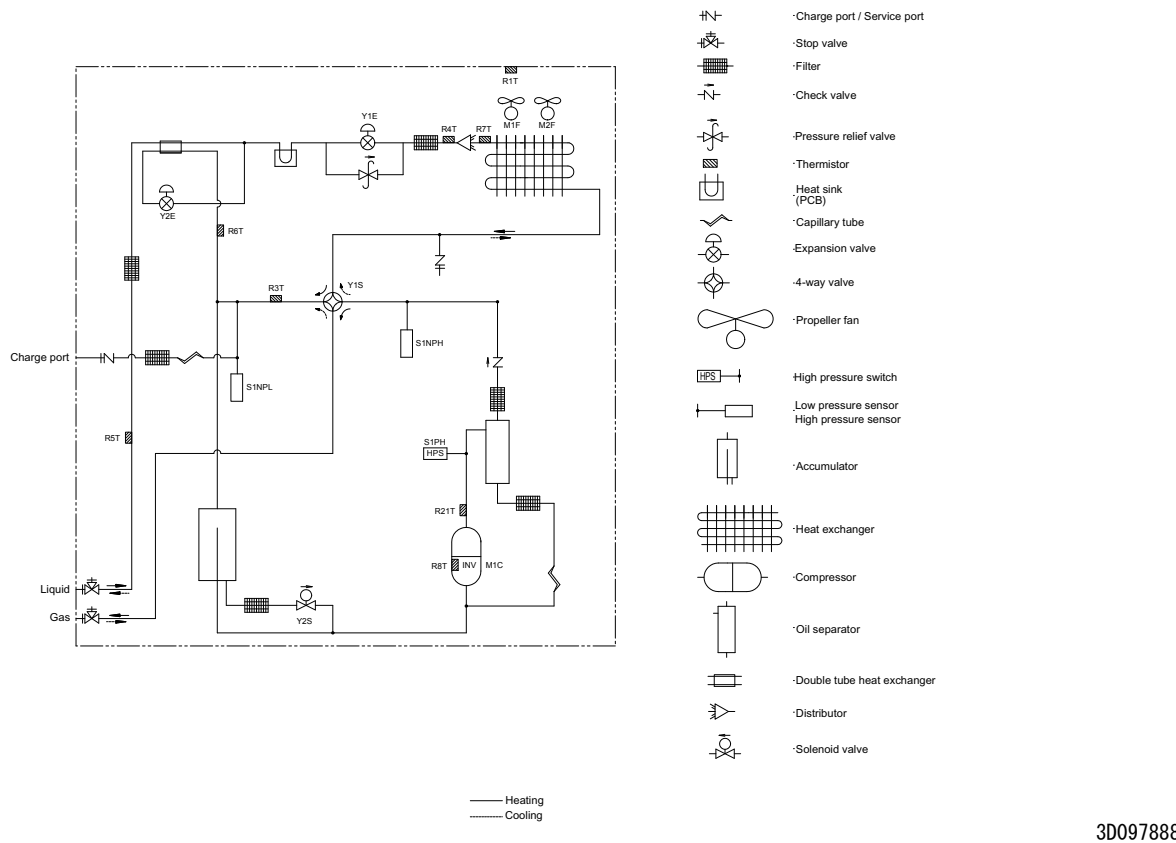 R1T
M1F
M2F
Y1E
R4T
R7T
Y2E
R6T
R3T
Y1S
S1NPH
Charge port
S1NPL
R5T
S1PH
HPS
R21T
R8T
INV
M1C
Liquid
Gas
Y2S
·Charge port / Service port
·Stop valve
·Filter
·Check valve
·Pressure relief valve
·Thermistor
·Heat sink
(PCB)
·Capillary tube
·Expansion valve
·4-way valve
·Propeller fan
HPS
·High pressure switch
·Low pressure sensor
High pressure sensor
·Accumulator
·Heat exchanger
·Compressor
·Oil separator
·Double tube heat exchanger
·Distributor
·Solenoid valve
Heating
Cooling
3D097888